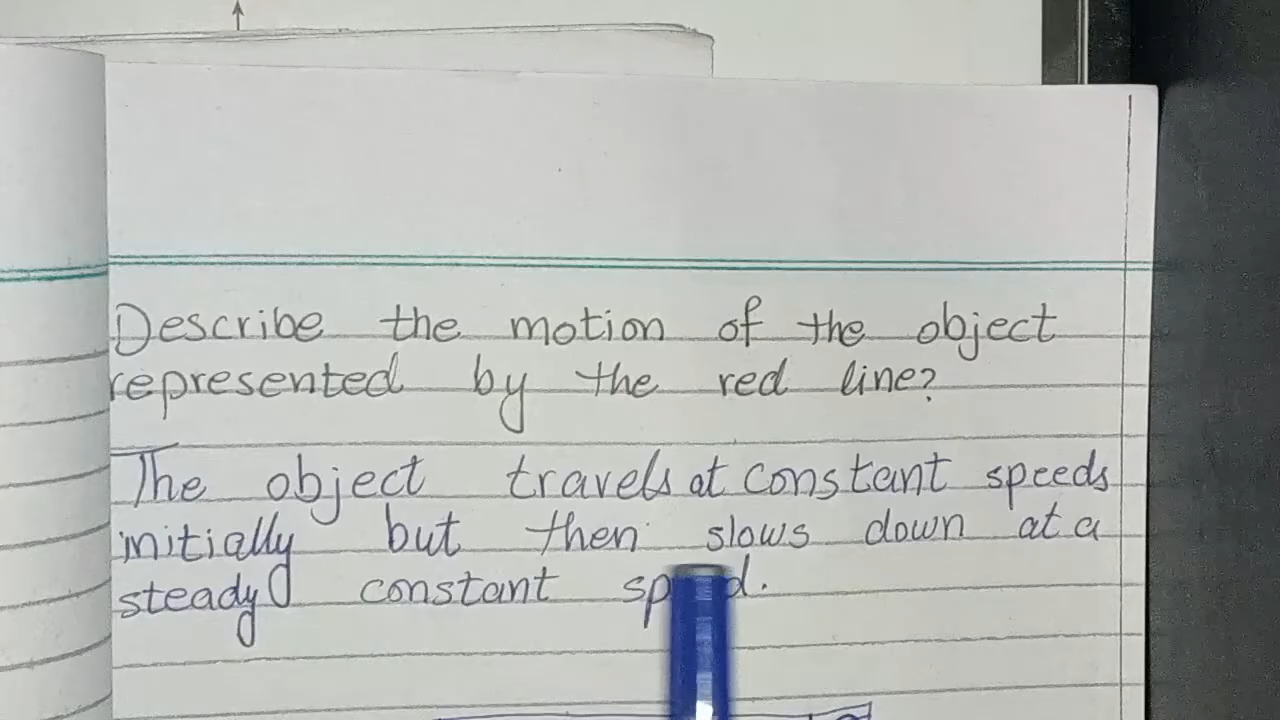 Describe the motion of the object
represented by the red line?
The object travels at constant speeds
initially but then slows down at a
steady constant